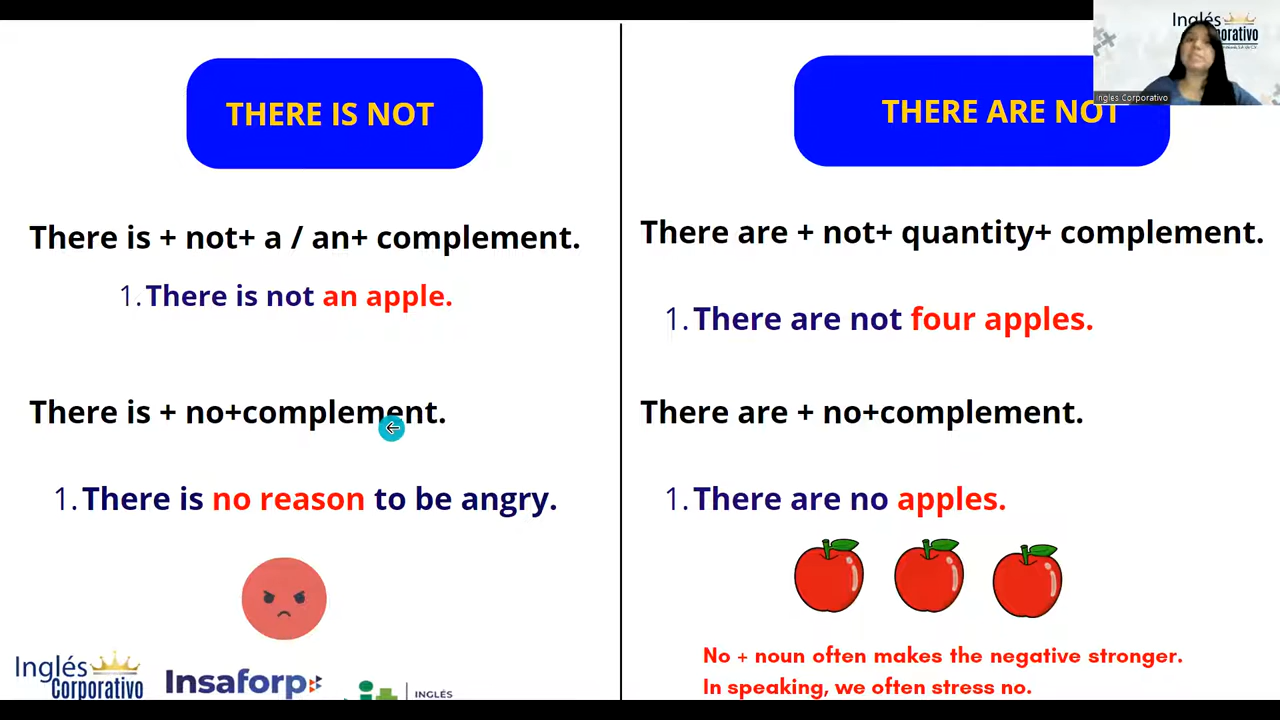 THERE IS NOT
There is + not+ a / an+ complement.
1.There is not an apple.
There is + no+complement.
1.There is no reason to be angry.
Inglés
Corporativo
Insaforp
INGLÉS
THERE ARE NOT
There are + not+ quantity+ complement.
1.There are not four apples.
There are + no+complement.
1.There are no apples.
No + noun often makes the negative stronger.
In speaking, we often stress no.
Inglés
Ingles Corporativo